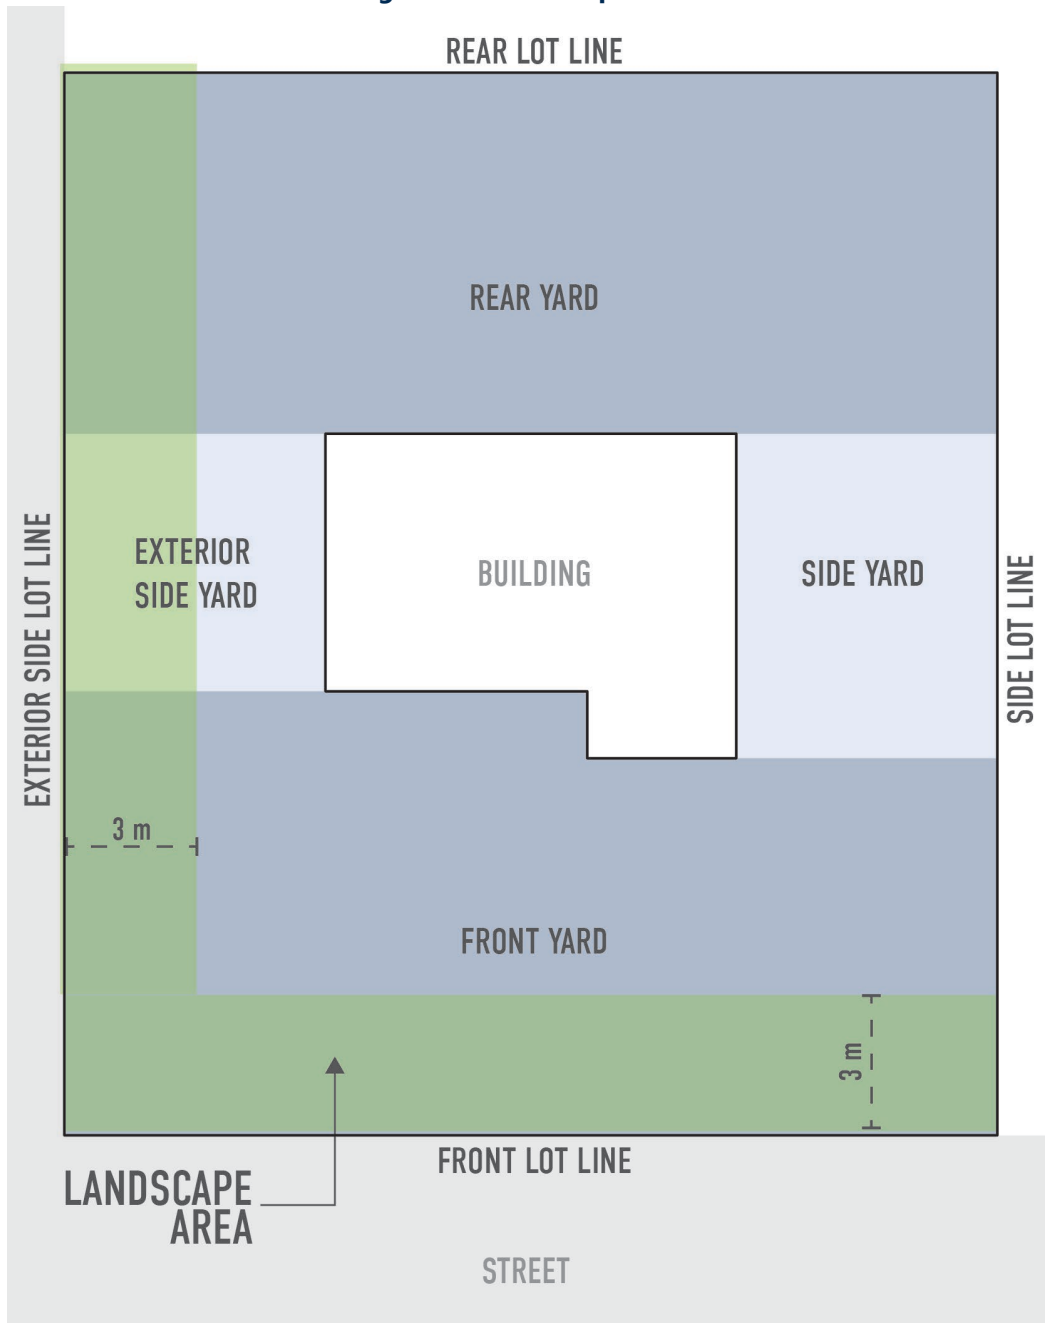 REAR LOT LINE
REAR YARD
EXTERIOR SIDE LOT LINE
EXTERIOR
SIDE YARD
BUILDING
SIDE YARD
SIDE LOT LINE
3 m
FRONT YARD
3 m
FRONT LOT LINE
LANDSCAPE
AREA
STREET